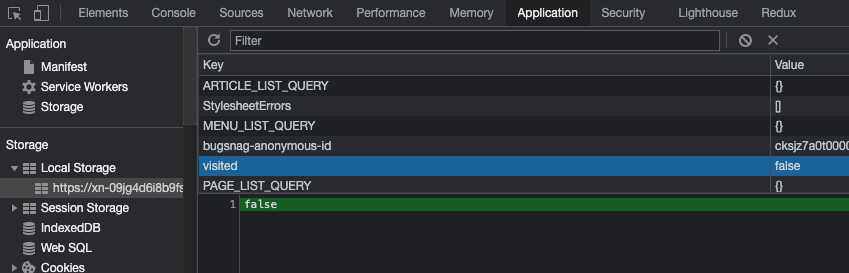 Elements Console Sources Network Performance Memory Application Security Lighthouse Redux
Application
Manifest
Service Workers
Storage
Storage
Local Storage
https://xn-09jg4d6i8b9fs
Session Storage
IndexedDB
Web SQL
Cookies
Filter
Key Value
ARTICLE_LIST_QUERY {}
StylesheetErrors []
MENU_LIST_QUERY {}
bugsnag-anonymous-id cksjz7a0t0000
visited false
PAGE_LIST_QUERY {}
1 false